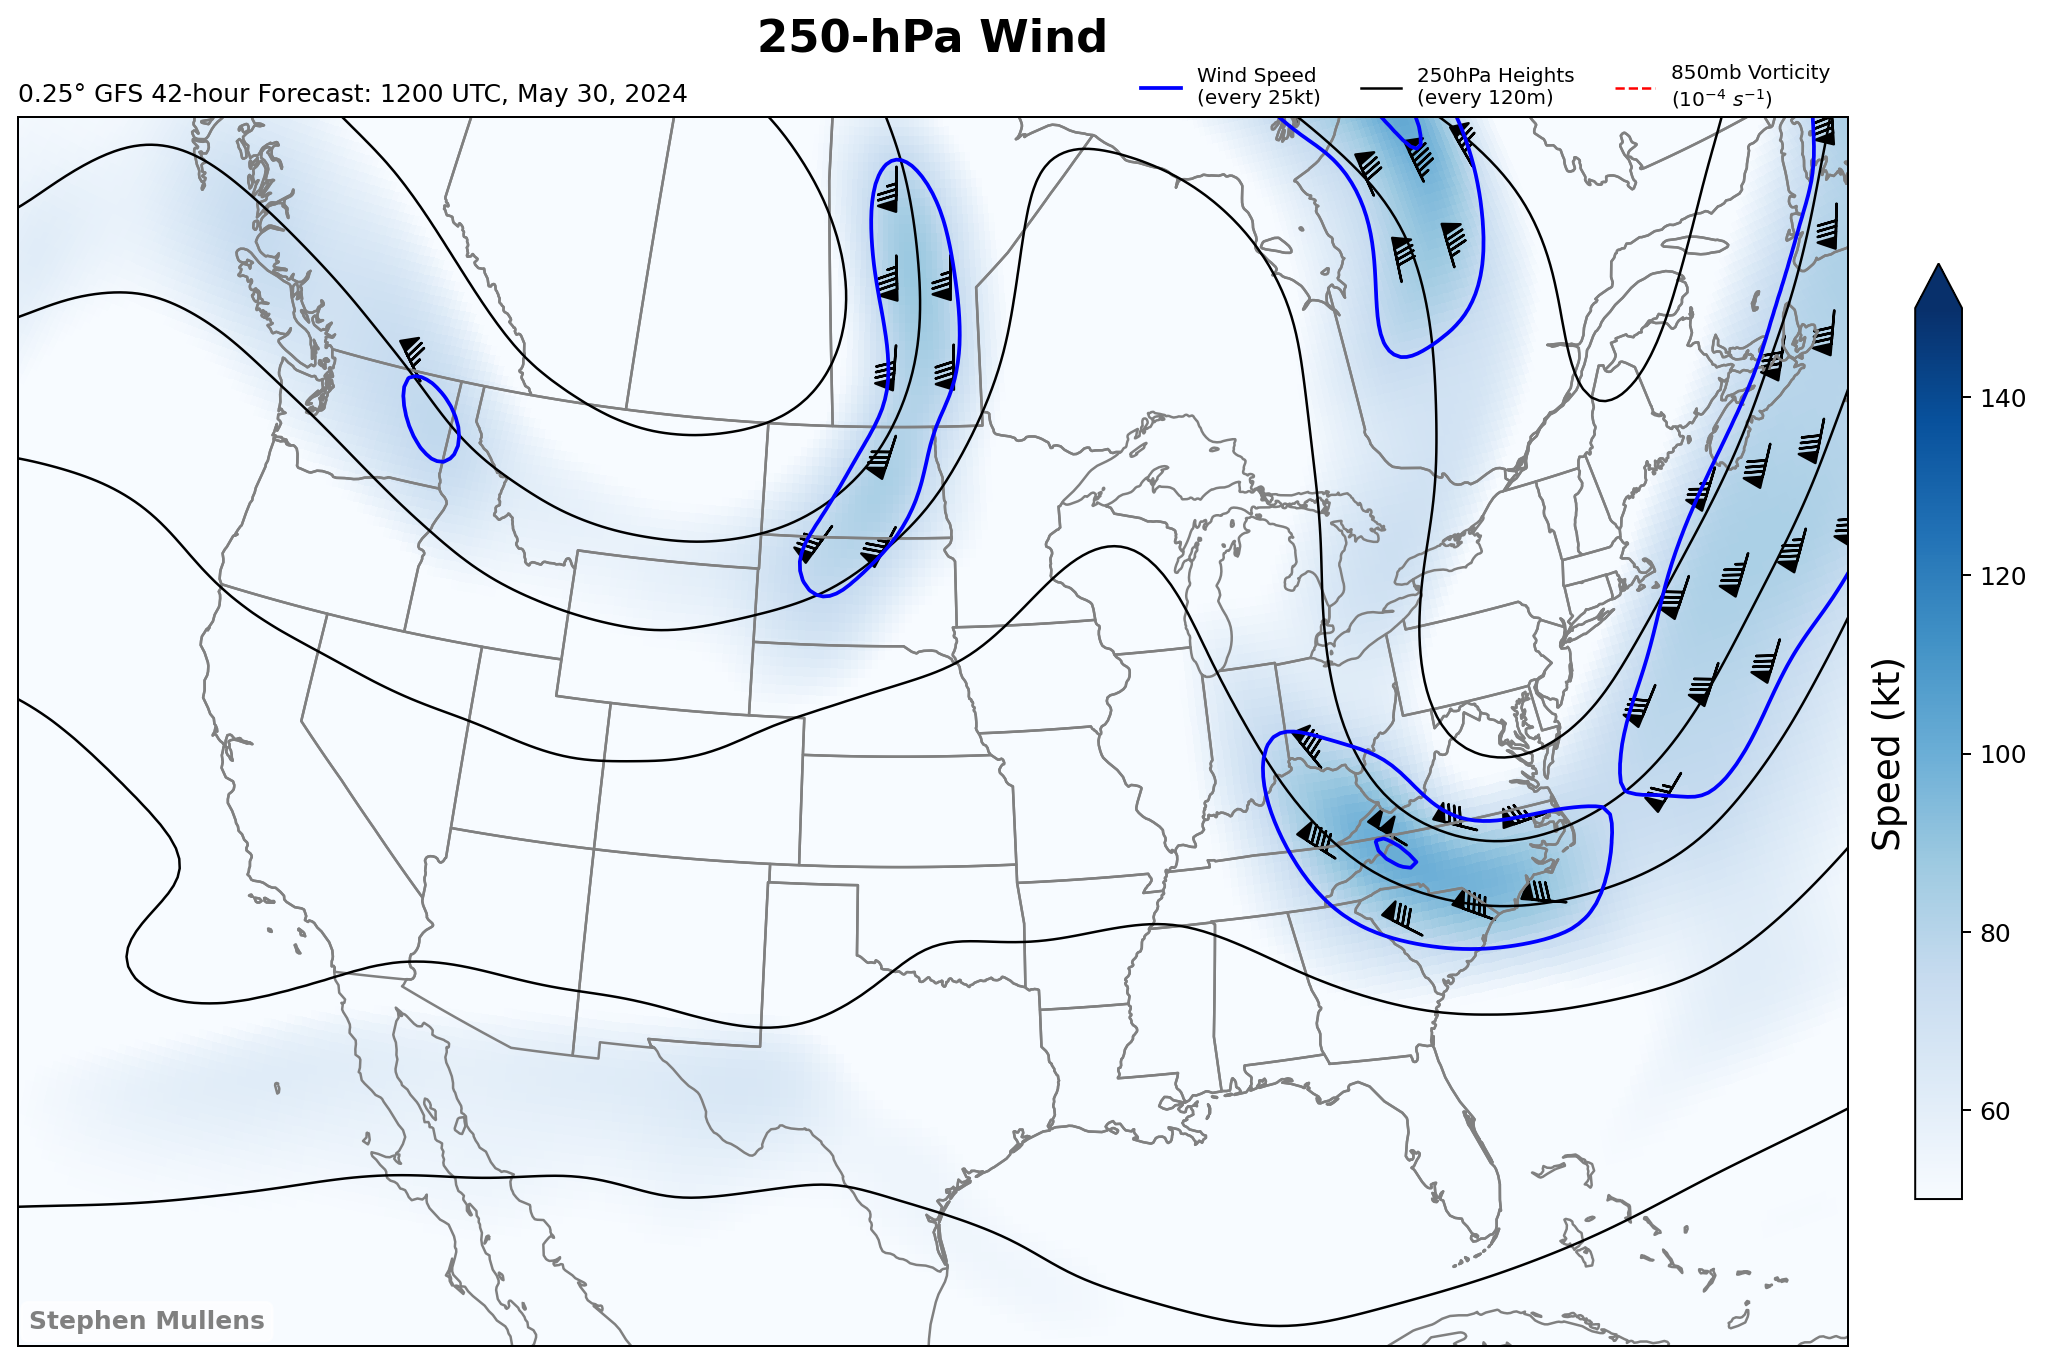 250-hPa Wind
0.25° GFS 42-hour Forecast: 1200 UTC, May 30, 2024
Wind Speed
(every 25kt)
250hPa Heights
(every 120m)
850mb Vorticity
(10⁻⁴ s⁻¹)
140
120
100
80
60
Speed (kt)
Stephen Mullens